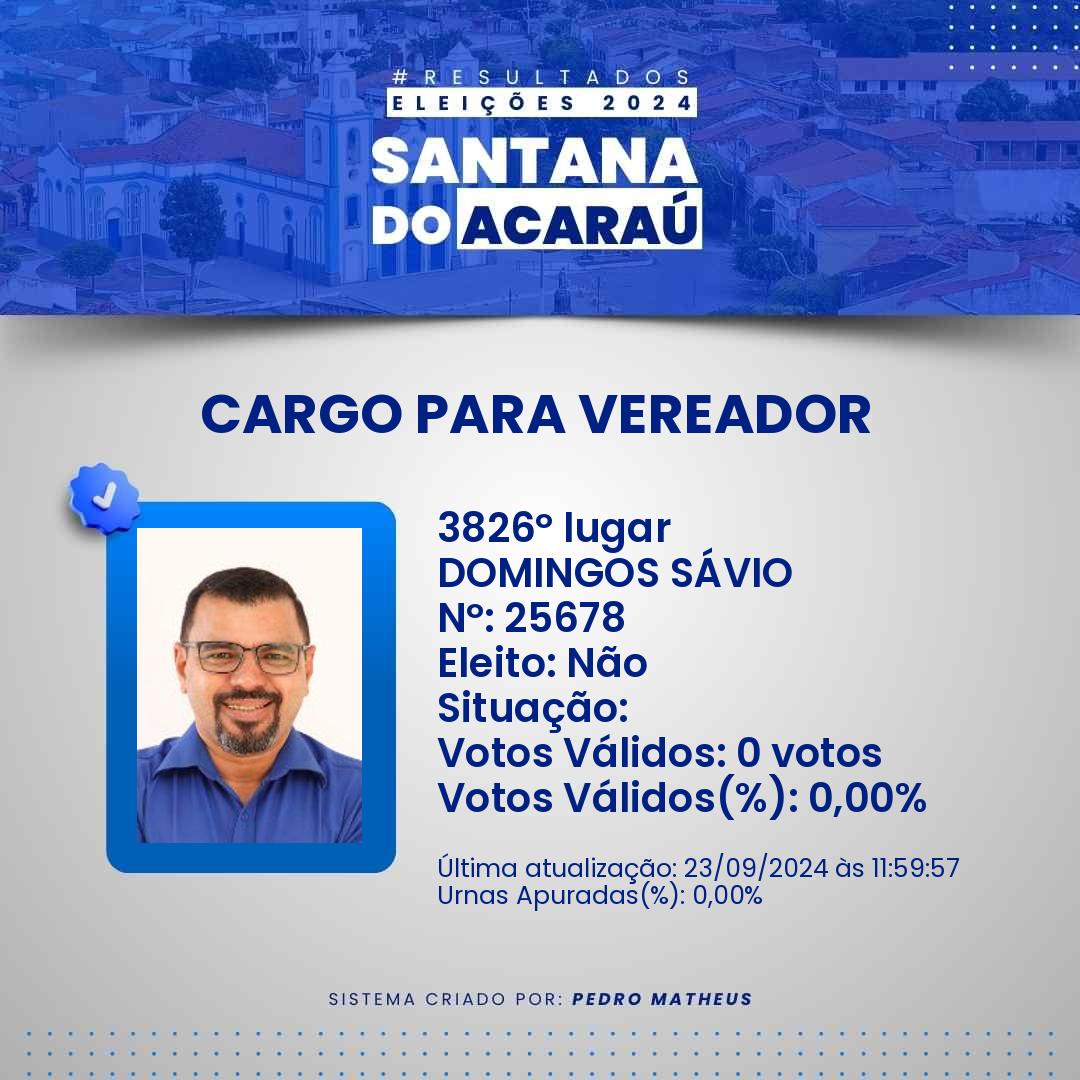 #RESULTADOS
ELEIÇÕES 2024
SANTANA
DO ACARAÚ
CARGO PARA VEREADOR
3826º lugar
DOMINGOS SÁVIO
Nº: 25678
Eleito: Não
Situação:
Votos Válidos: 0 votos
Votos Válidos(%): 0,00%
Última atualização: 23/09/2024 às 11:59:57
Urnas Apuradas(%): 0,00%
SISTEMA CRIADO POR: PEDRO MATHEUS